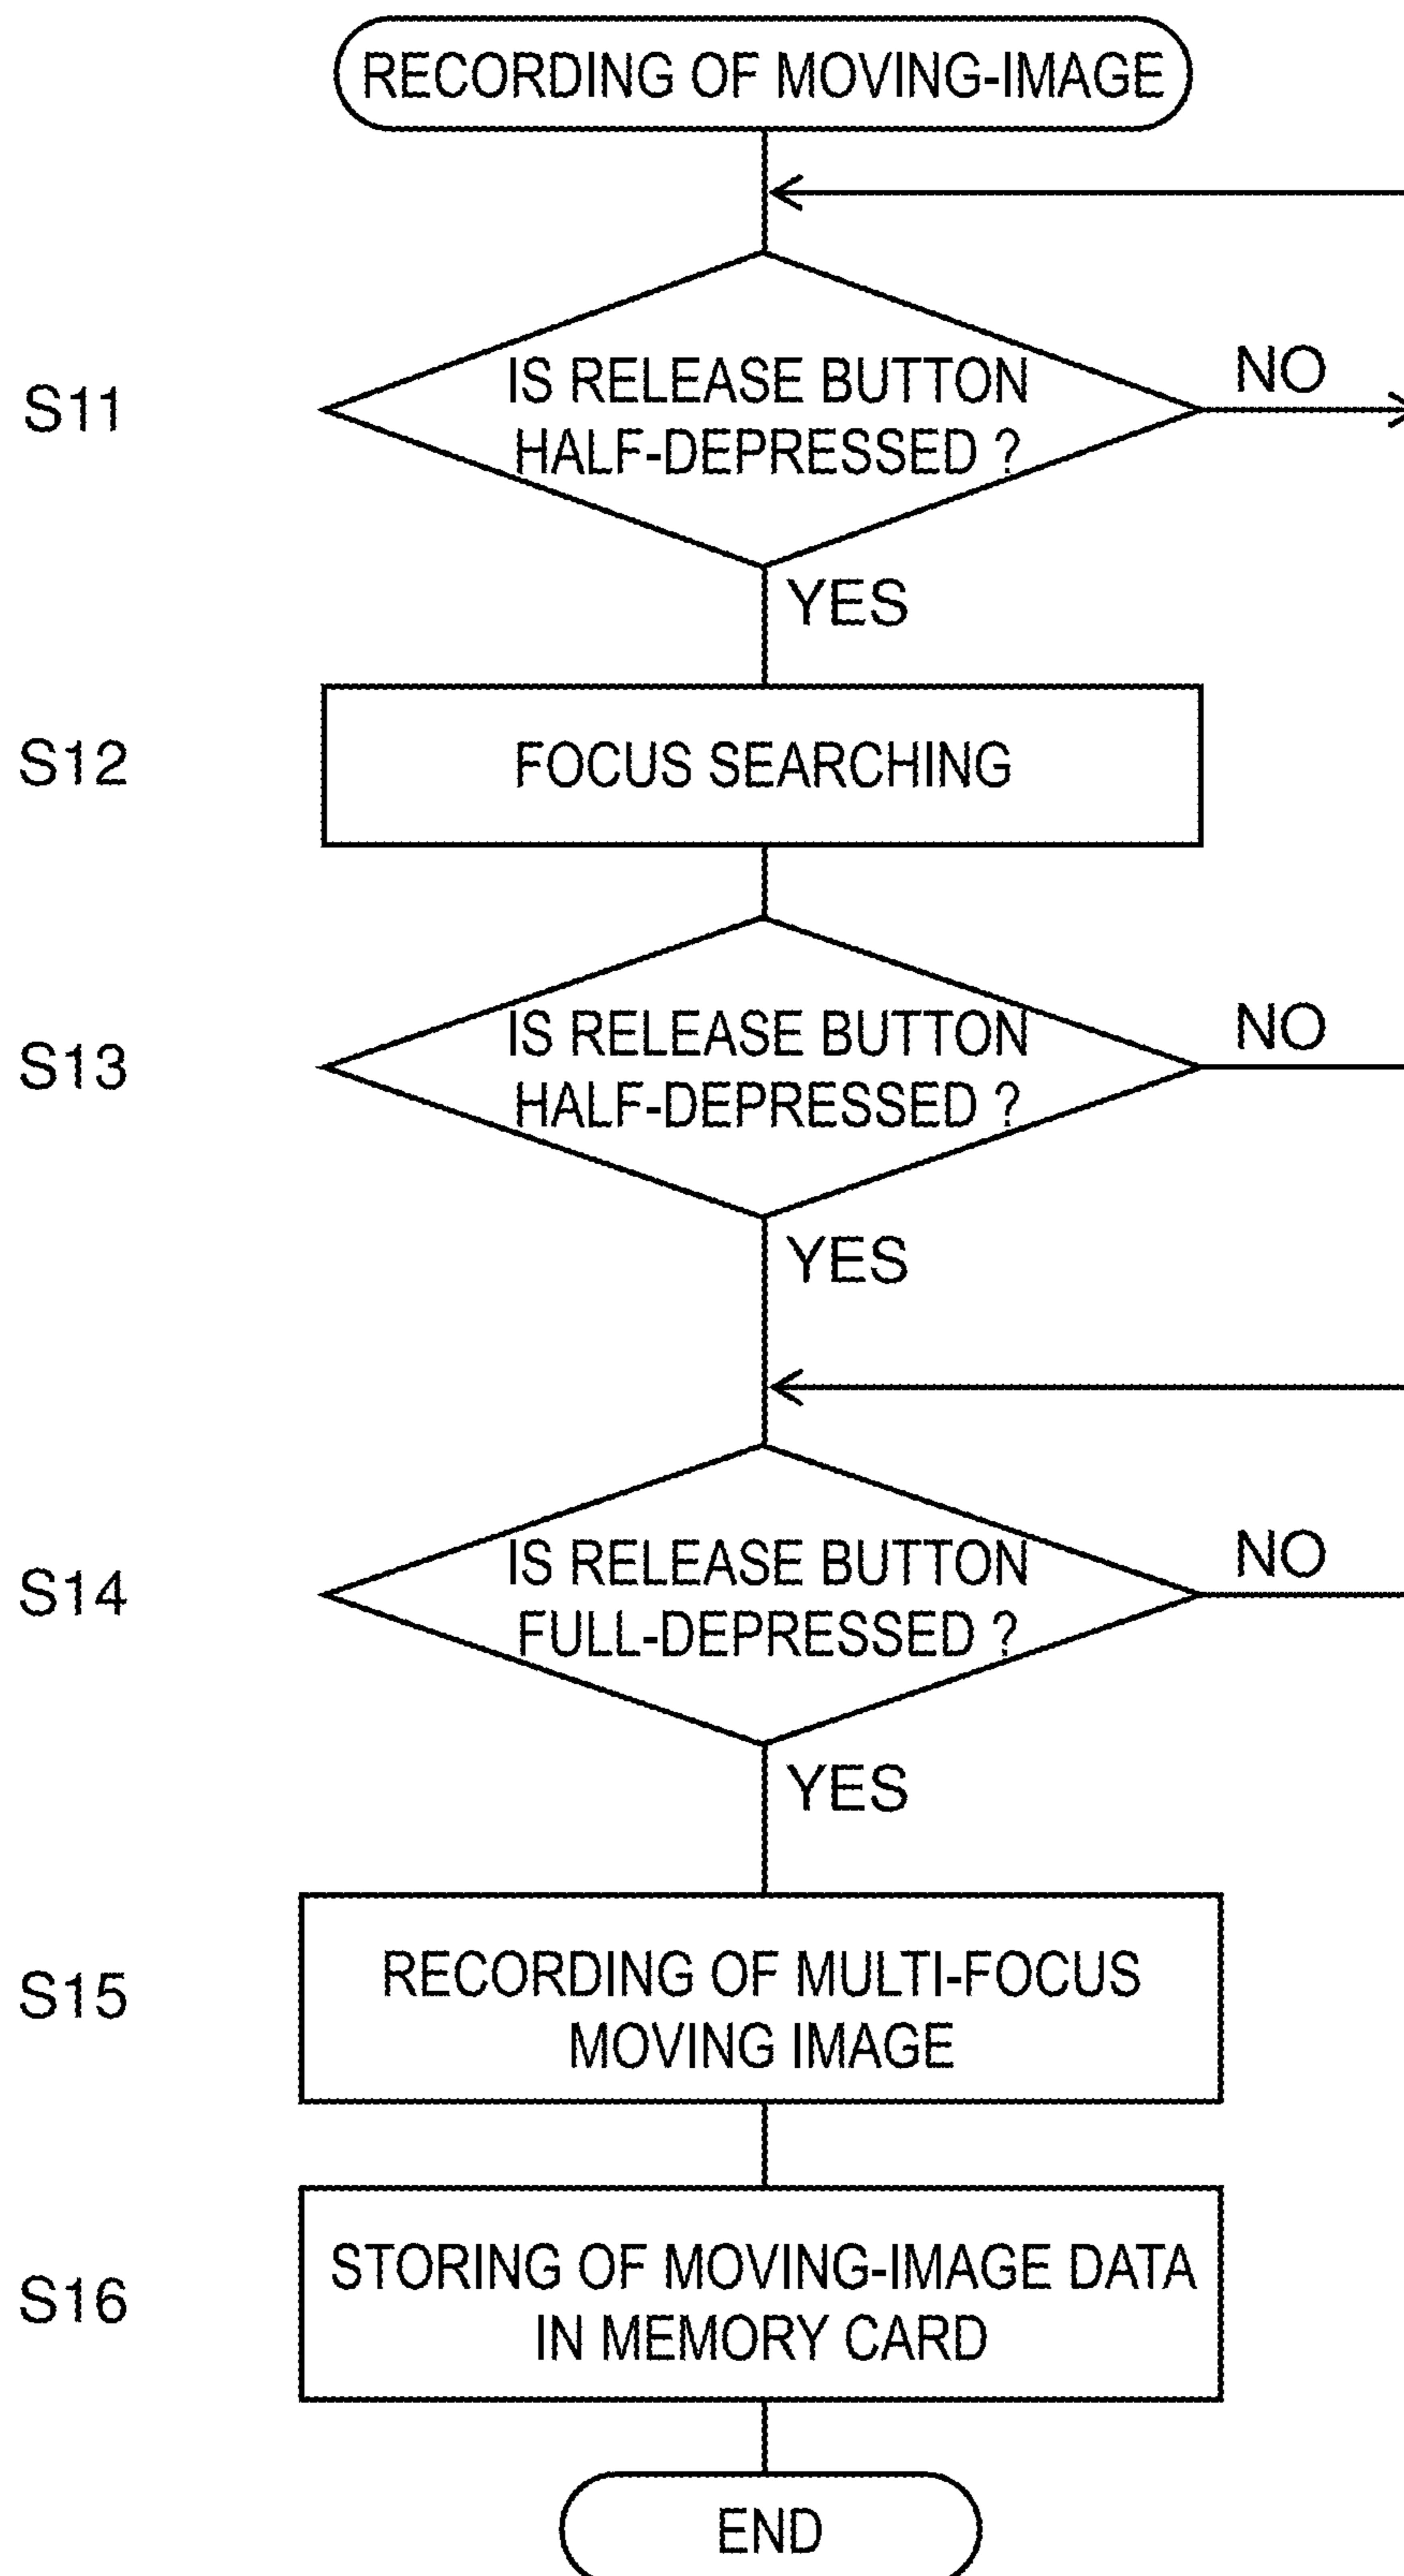 RECORDING OF MOVING-IMAGE
S11
IS RELEASE BUTTON
HALF-DEPRESSED ?
NO
YES
S12
FOCUS SEARCHING
S13
IS RELEASE BUTTON
HALF-DEPRESSED ?
NO
YES
S14
IS RELEASE BUTTON
FULL-DEPRESSED ?
NO
YES
S15
RECORDING OF MULTI-FOCUS
MOVING IMAGE
S16
STORING OF MOVING-IMAGE DATA
IN MEMORY CARD
END